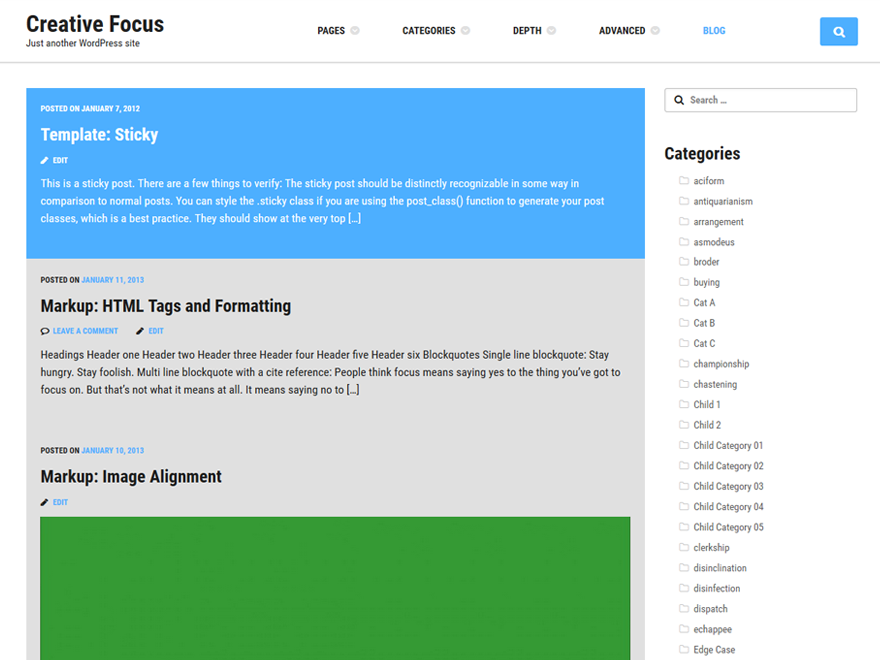 Creative Focus
Just another WordPress site
PAGES
CATEGORIES
DEPTH
ADVANCED
BLOG
POSTED ON JANUARY 7, 2012
Template: Sticky
EDIT
This is a sticky post. There are a few things to verify: The sticky post should be distinctly recognizable in some way in
comparison to normal posts. You can style the .sticky class if you are using the post_class() function to generate your post
classes, which is a best practice. They should show at the very top [...]
POSTED ON JANUARY 11, 2013
Markup: HTML Tags and Formatting
LEAVE A COMMENT EDIT
Headings Header one Header two Header three Header four Header five Header six Blockquotes Single line blockquote: Stay
hungry. Stay foolish. Multi line blockquote with a cite reference: People think focus means saying yes to the thing you've got to
focus on. But that's not what it means at all. It means saying no to [...]
POSTED ON JANUARY 10, 2013
Markup: Image Alignment
EDIT
Search ...
Categories
aciform
antiquarianism
arrangement
asmodeus
broder
buying
Cat A
Cat B
Cat C
championship
chastening
Child 1
Child 2
Child Category 01
Child Category 02
Child Category 03
Child Category 04
Child Category 05
clerkship
disinclination
disinfection
dispatch
echappee
Edge Case